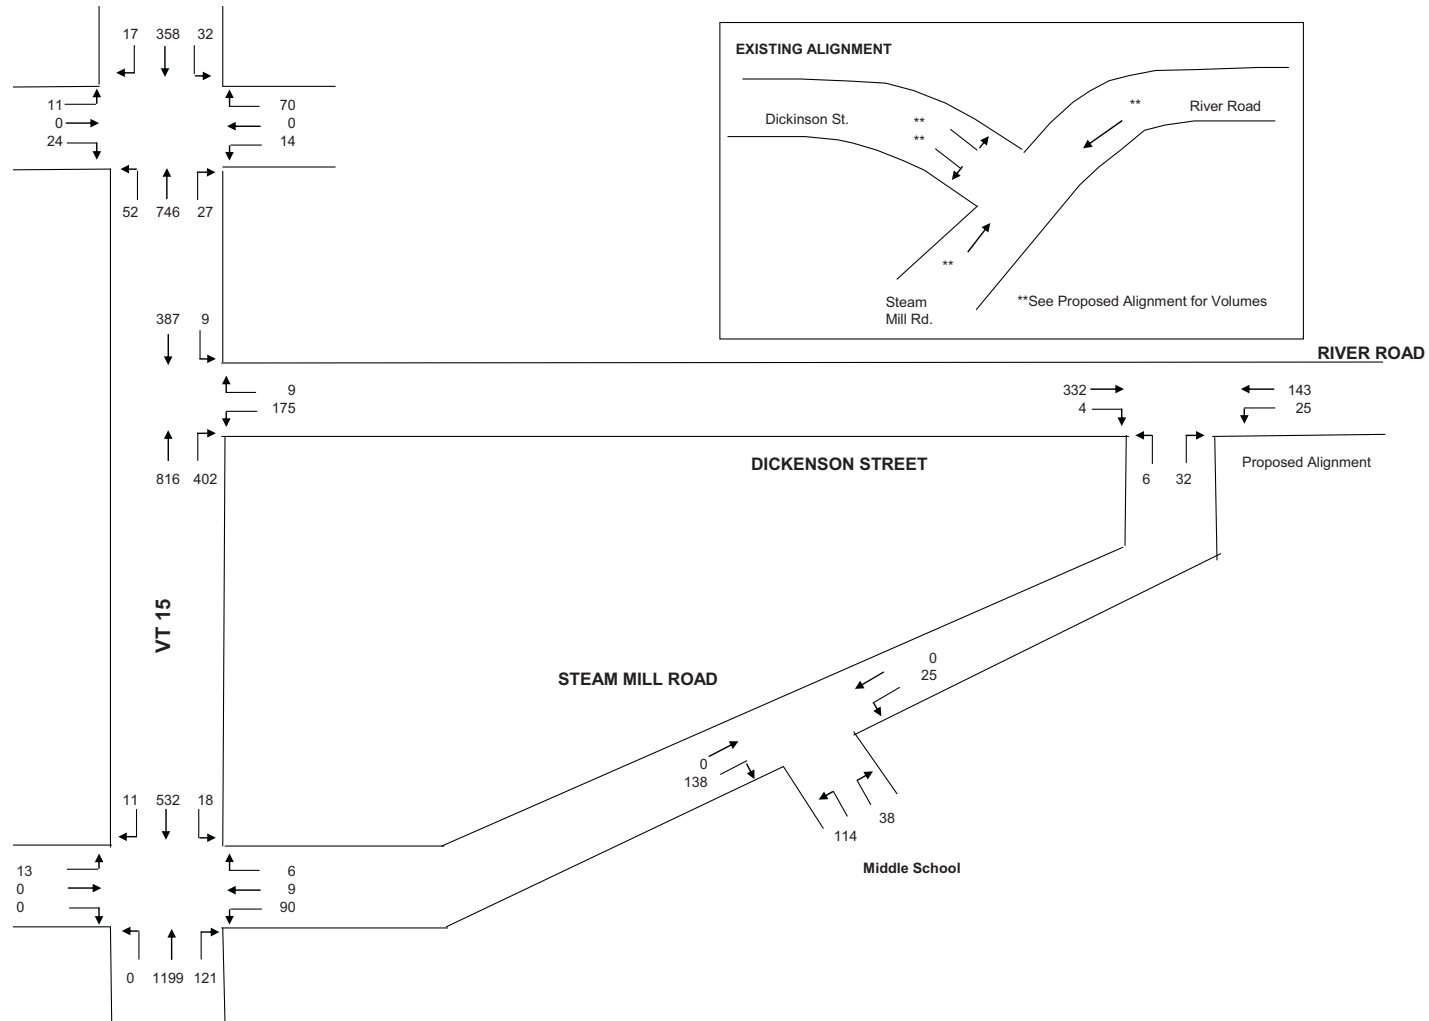 17 358 32
11
0
24
70
0
14
52 746 27
EXISTING ALIGNMENT
Dickinson St.
**
**
**
River Road
**
Steam
Mill Rd.
**See Proposed Alignment for Volumes
387 9
RIVER ROAD
9
175
332
4
143
25
816 402
DICKENSON STREET
6 32
Proposed Alignment
VT 15
STEAM MILL ROAD
0
25
0
138
38
114
Middle School
11 532 18
13
0
0
6
9
90
0 1199 121